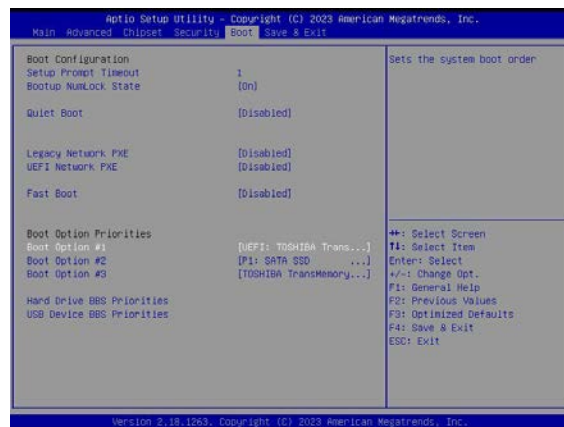 Aptio Setup Utility – Copyright (C) 2023 American Megatrends, Inc.
Main Advanced Chipset Security Boot Save & Exit
Boot Configuration
Setup Prompt Timeout 1
Bootup NumLock State [On]
Quiet Boot [Disabled]
Legacy Network PXE [Disabled]
UEFI Network PXE [Disabled]
Fast Boot [Disabled]
Boot Option Priorities
Boot Option #1 [UEFI: TOSHIBA Trans...]
Boot Option #2 [P1: SATA SSD ...]
Boot Option #3 [TOSHIBA TransMemory...]
Hard Drive BBS Priorities
USB Device BBS Priorities
Sets the system boot order
→←: Select Screen
↑↓: Select Item
Enter: Select
+/-: Change Opt.
F1: General Help
F2: Previous Values
F3: Optimized Defaults
F4: Save & Exit
ESC: Exit
Version 2.18.1263. Copyright (C) 2023 American Megatrends, Inc.